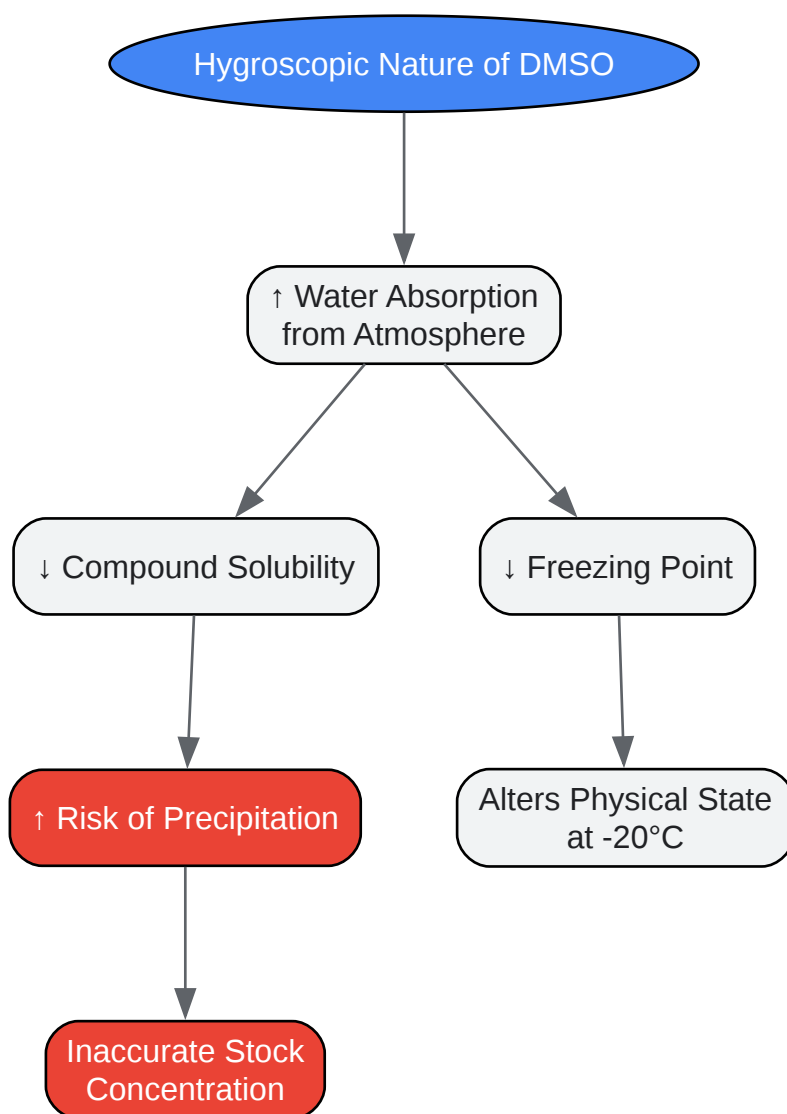 Hygroscopic Nature of DMSO
↑ Water Absorption
from Atmosphere
↓ Compound Solubility
↓ Freezing Point
↑ Risk of Precipitation
Alters Physical State
at -20°C
Inaccurate Stock
Concentration